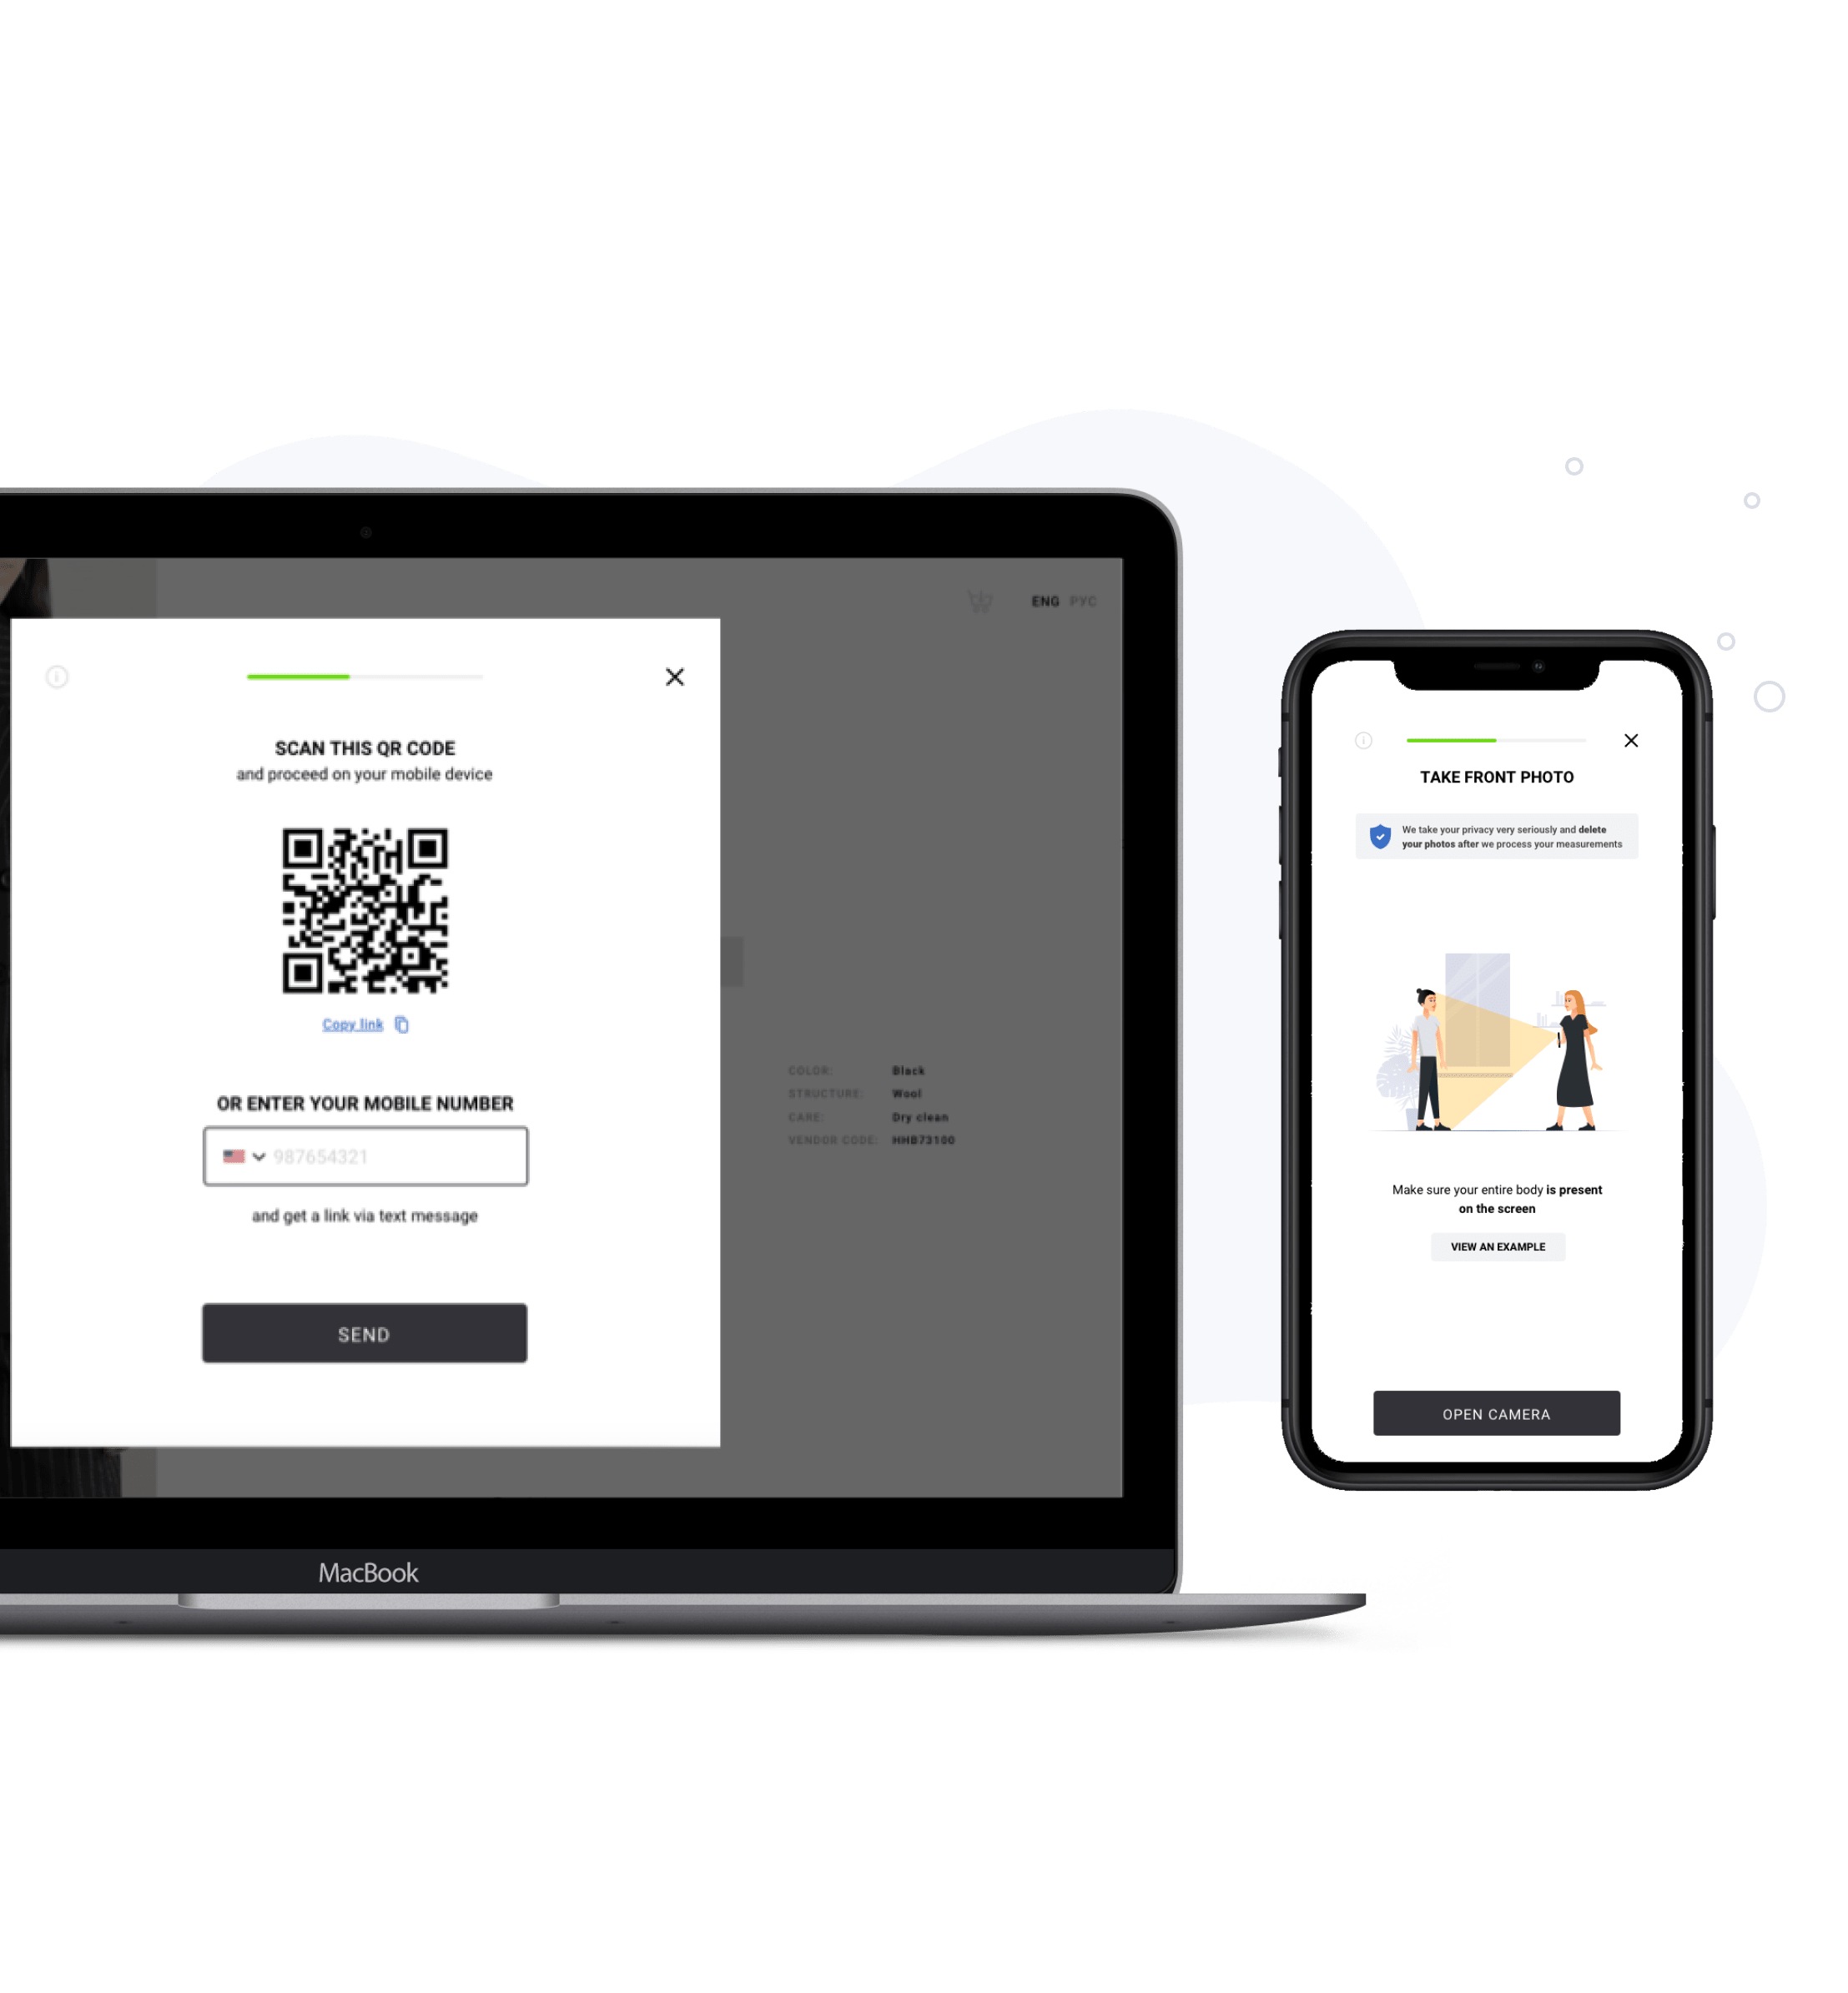 ENG РУС
SCAN THIS QR CODE
and proceed on your mobile device
Copy link
OR ENTER YOUR MOBILE NUMBER
987654321
and get a link via text message
SEND
COLOR: Black
STRUCTURE: Wool
CARE: Dry clean
VENDOR CODE: HHB73100
MacBook
TAKE FRONT PHOTO
We take your privacy very seriously and delete
your photos after we process your measurements
Make sure your entire body is present
on the screen
VIEW AN EXAMPLE
OPEN CAMERA